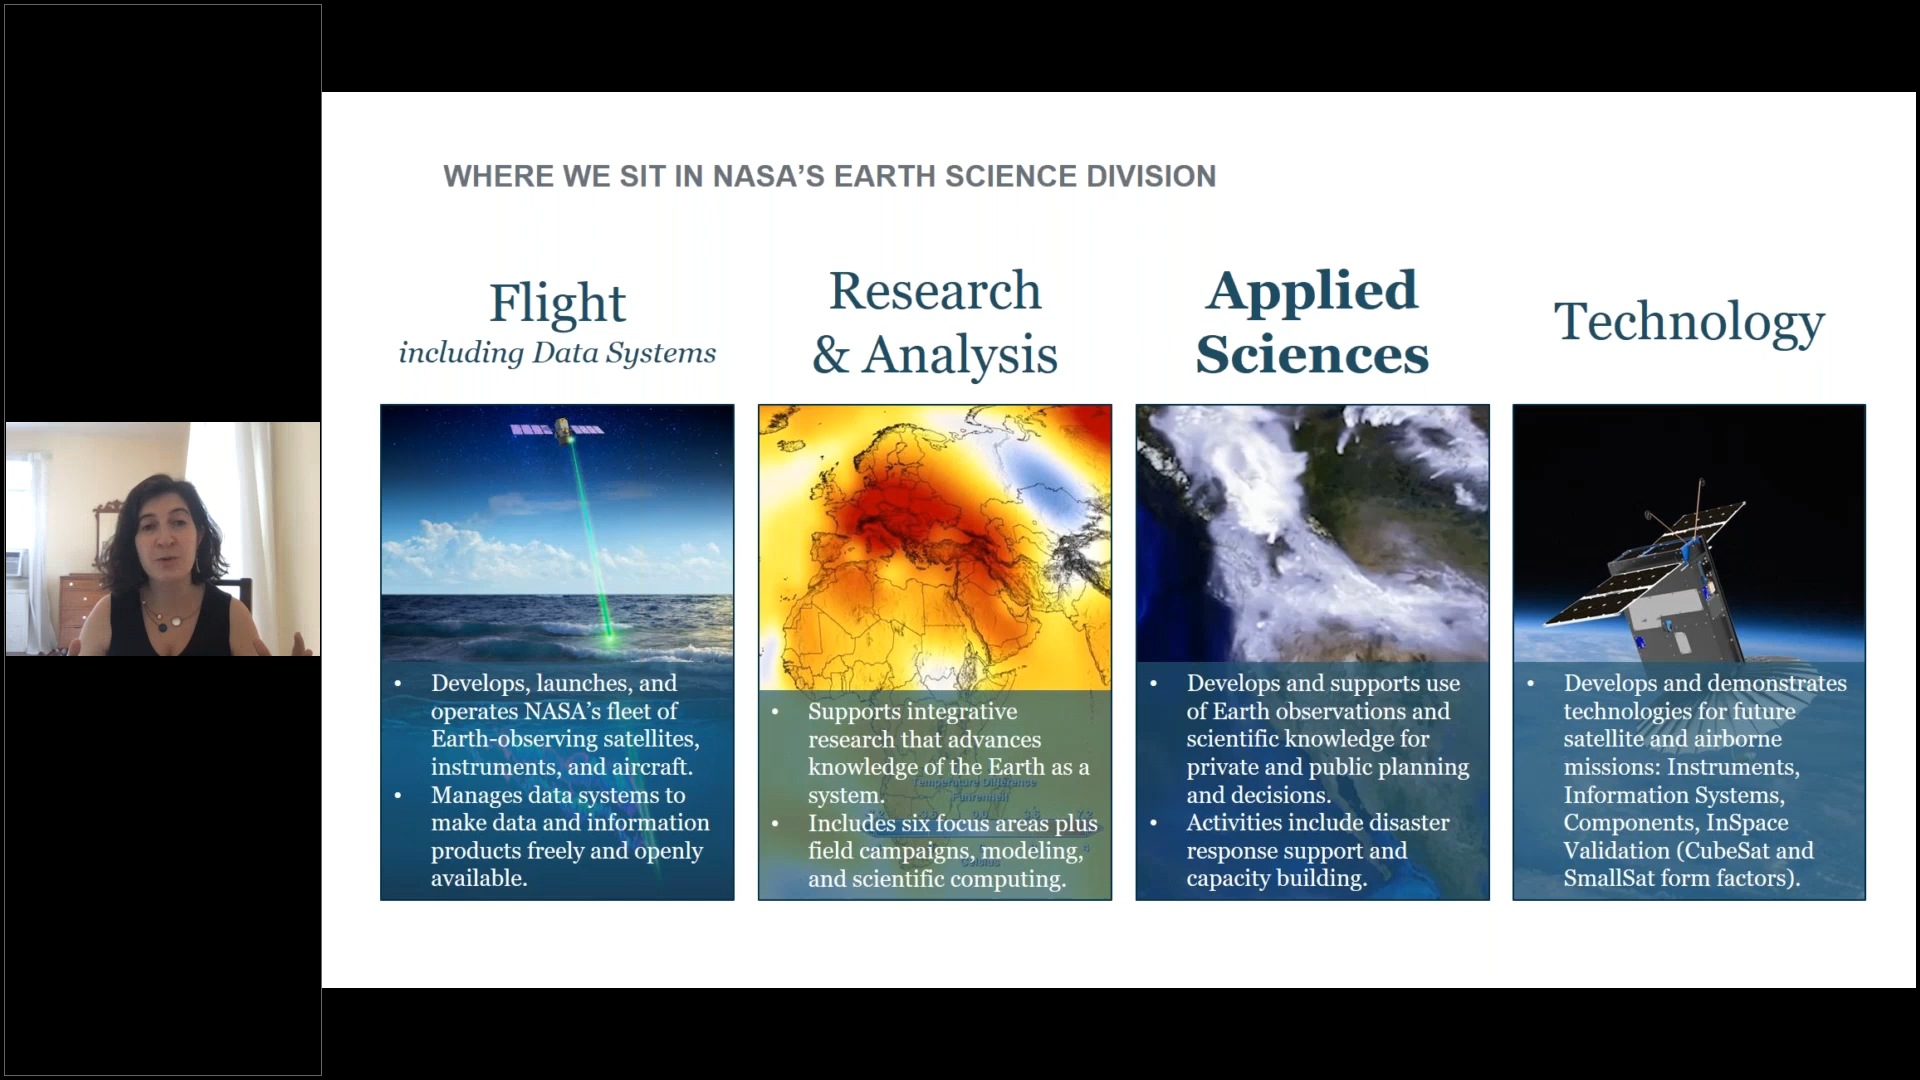 WHERE WE SIT IN NASA'S EARTH SCIENCE DIVISION
Flight
including Data Systems
• Develops, launches, and
operates NASA's fleet of
Earth-observing satellites,
instruments, and aircraft.
• Manages data systems to
make data and information
products freely and openly
available.
Research
& Analysis
• Supports integrative
research that advances
knowledge of the Earth as a
system.
• Includes six focus areas plus
field campaigns, modeling,
and scientific computing.
Temperature Difference
Fahrenheit
Celsius
Applied
Sciences
• Develops and supports use
of Earth observations and
scientific knowledge for
private and public planning
and decisions.
• Activities include disaster
response support and
capacity building.
Technology
• Develops and demonstrates
technologies for future
satellite and airborne
missions: Instruments,
Information Systems,
Components, InSpace
Validation (CubeSat and
SmallSat form factors).